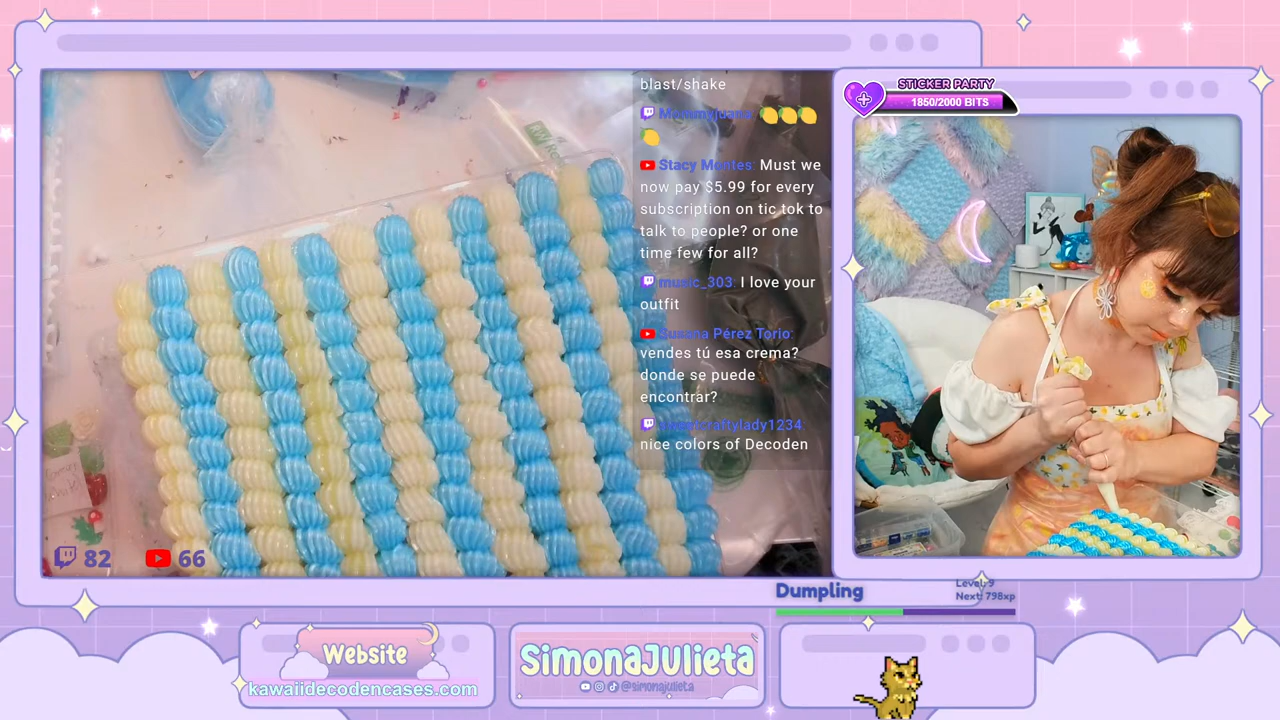 blast/shake
Mommyjuana: 🍋🍋🍋
🍋
Stacy Montes: Must we
now pay $5.99 for every
subscription on tic tok to
talk to people? or one
time few for all?
music_303: I love your
outfit
Susana Pérez Torio:
vendes tú esa crema?
donde se puede
encontrar?
nice colors of Decoden
82
66
STICKER PARTY
1850/2000 BITS
Dumpling
Level: 9
Next: 798xp
Website
kawaiidecodencases.com
SimonaJulieta
@simonajulieta